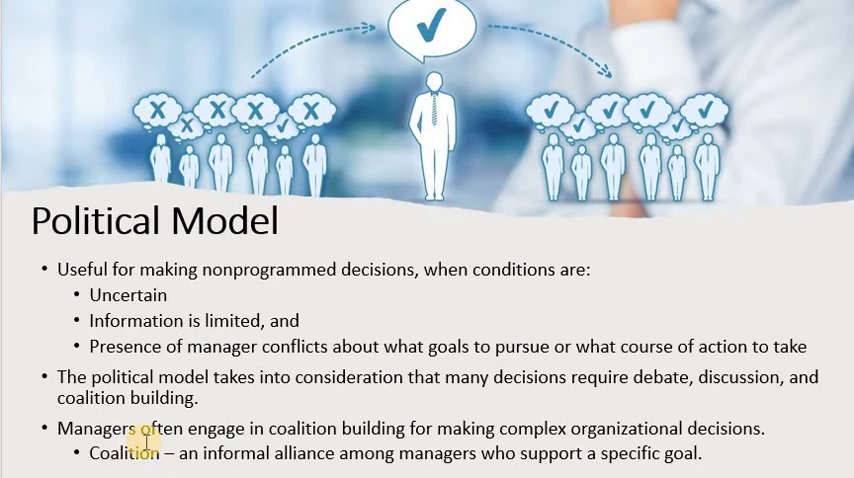 Political Model
• Useful for making nonprogrammed decisions, when conditions are:
• Uncertain
• Information is limited, and
• Presence of manager conflicts about what goals to pursue or what course of action to take
• The political model takes into consideration that many decisions require debate, discussion, and
coalition building.
• Managers often engage in coalition building for making complex organizational decisions.
• Coalition – an informal alliance among managers who support a specific goal.